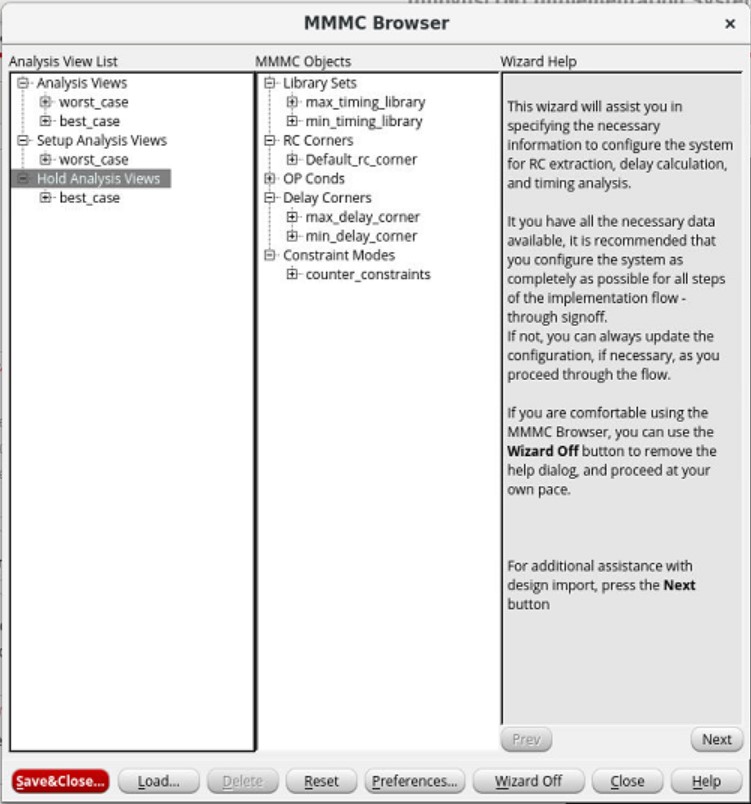 MMMC Browser
Analysis View List
Analysis Views
worst_case
best_case
Setup Analysis Views
worst_case
Hold Analysis Views
best_case
MMMC Objects
Library Sets
max_timing_library
min_timing_library
RC Corners
Default_rc_corner
OP Conds
Delay Corners
max_delay_corner
min_delay_corner
Constraint Modes
counter_constraints
Wizard Help
This wizard will assist you in
specifying the necessary
information to configure the system
for RC extraction, delay calculation,
and timing analysis.
It you have all the necessary data
available, it is recommended that
you configure the system as
completely as possible for all steps
of the implementation flow -
through signoff.
If not, you can always update the
configuration, if necessary, as you
proceed through the flow.
If you are comfortable using the
MMMC Browser, you can use the
Wizard Off button to remove the
help dialog, and proceed at your
own pace.
For additional assistance with
design import, press the Next
button
Prev
Next
Save&Close...
Load...
Delete
Reset
Preferences...
Wizard Off
Close
Help